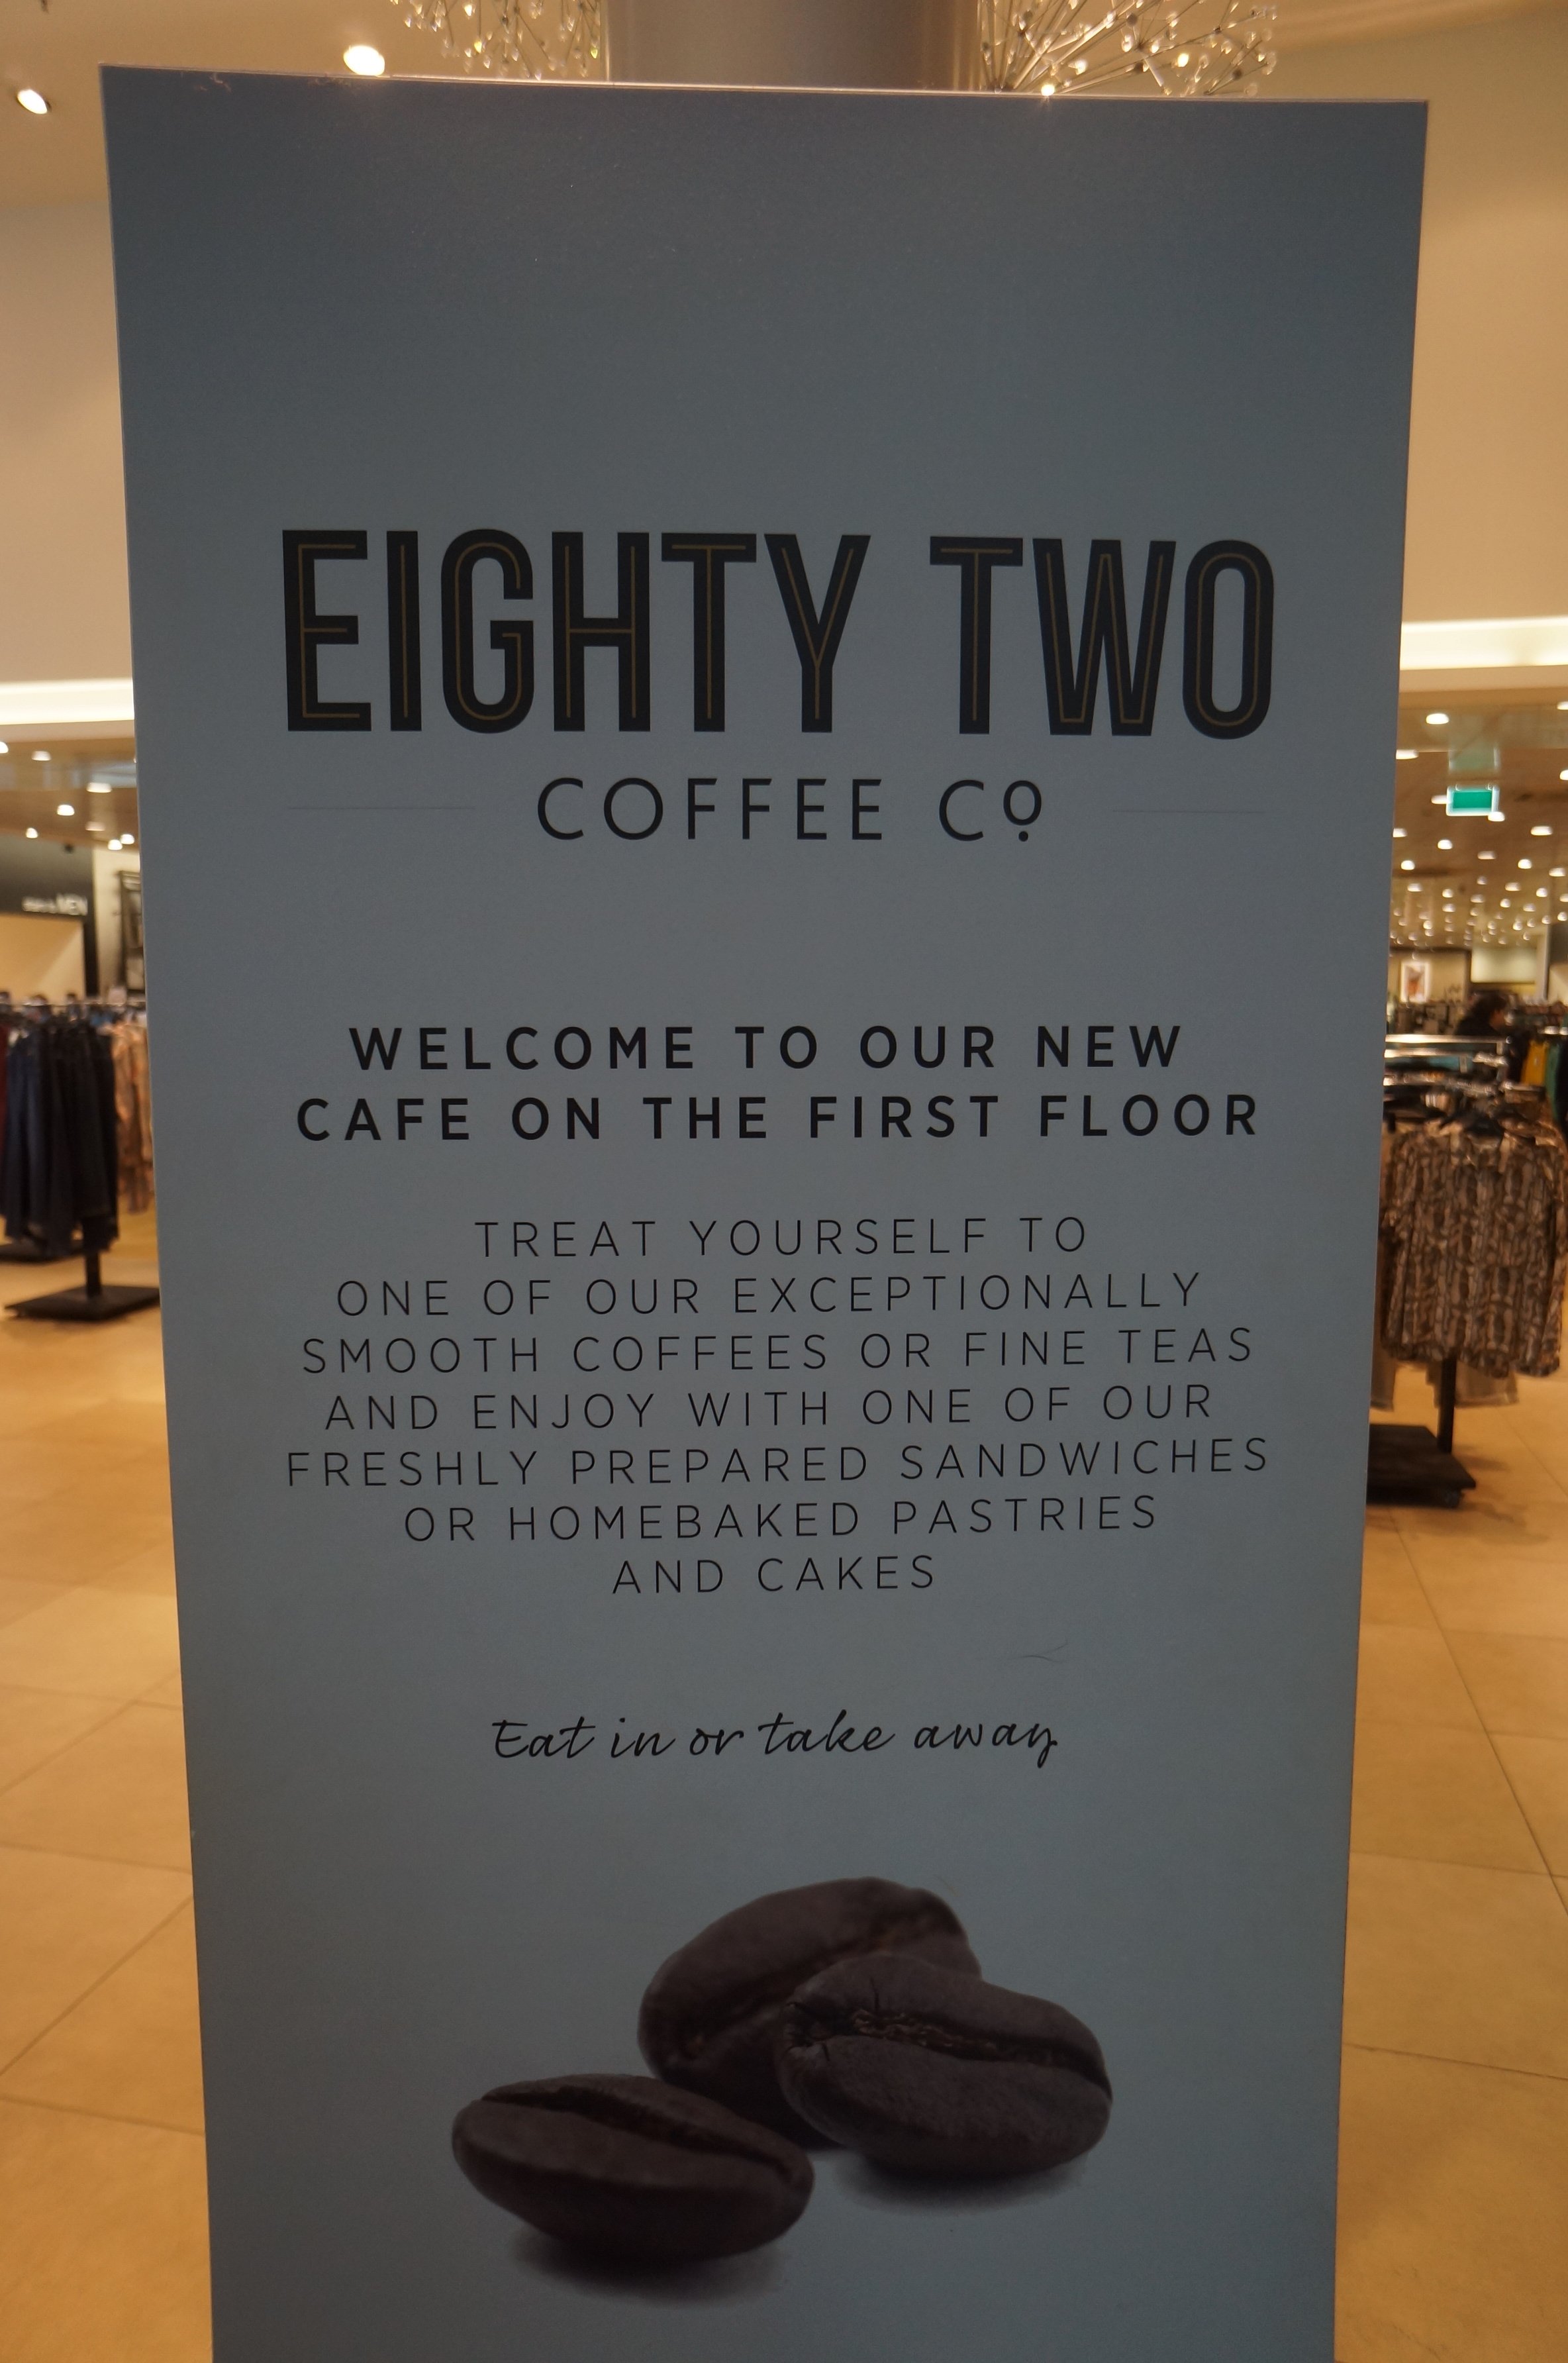 EIGHTY TWO
COFFEE Co
WELCOME TO OUR NEW
CAFE ON THE FIRST FLOOR
TREAT YOURSELF TO
ONE OF OUR EXCEPTIONALLY
SMOOTH COFFEES OR FINE TEAS
AND ENJOY WITH ONE OF OUR
FRESHLY PREPARED SANDWICHES
OR HOMEBAKED PASTRIES
AND CAKES
Eat in or take away
MEN